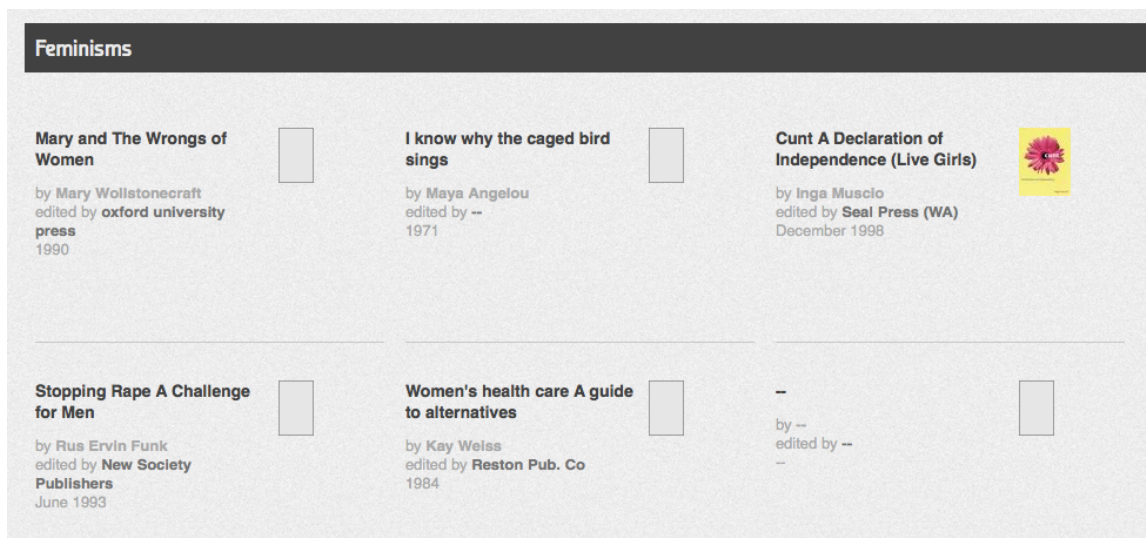 Feminisms
Mary and The Wrongs of
Women
by Mary Wollstonecraft
edited by oxford university
press
1990
I know why the caged bird
sings
by Maya Angelou
edited by --
1971
Cunt A Declaration of
Independence (Live Girls)
by Inga Muscio
edited by Seal Press (WA)
December 1998
cunt
Stopping Rape A Challenge
for Men
by Rus Ervin Funk
edited by New Society
Publishers
June 1993
Women's health care A guide
to alternatives
by Kay Weiss
edited by Reston Pub. Co
1984
--
by --
edited by --
--